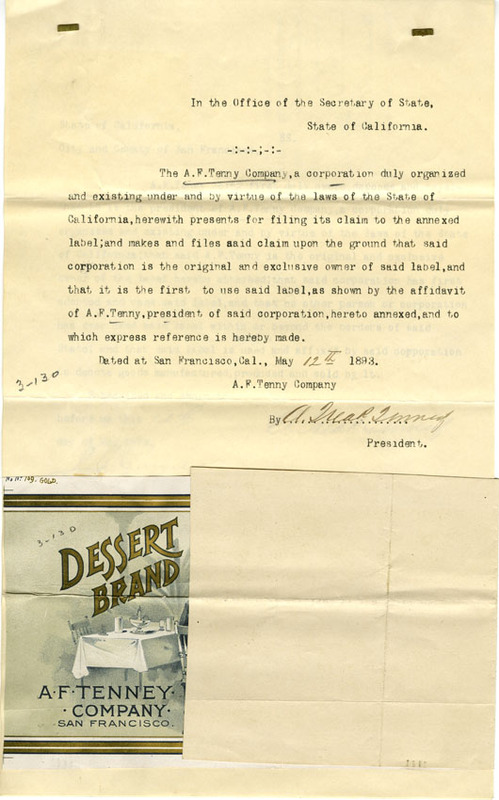 In the Office of the Secretary of State,
State of California.
-:-:-;-:-
The A.F.Tenny Company,a corporation duly organized
and existing under and by virtue of the laws of the State of
California,herewith presents for filing its claim to the annexed
label;and makes and files said claim upon the ground that said
corporation is the original and exclusive owner of said label,and
that it is the first to use said label,as shown by the affidavit
of A.F.Tenny,president of said corporation,hereto annexed,and to
which express reference is hereby made.
Dated at San Francisco,Cal., May 12th 1893.
3-130
A.F.Tenny Company
By A. Tenney
President.
109. GOLD.
3-130
DESSERT
BRAND
A·F·TENNEY·
·COMPANY·
SAN FRANCISCO.